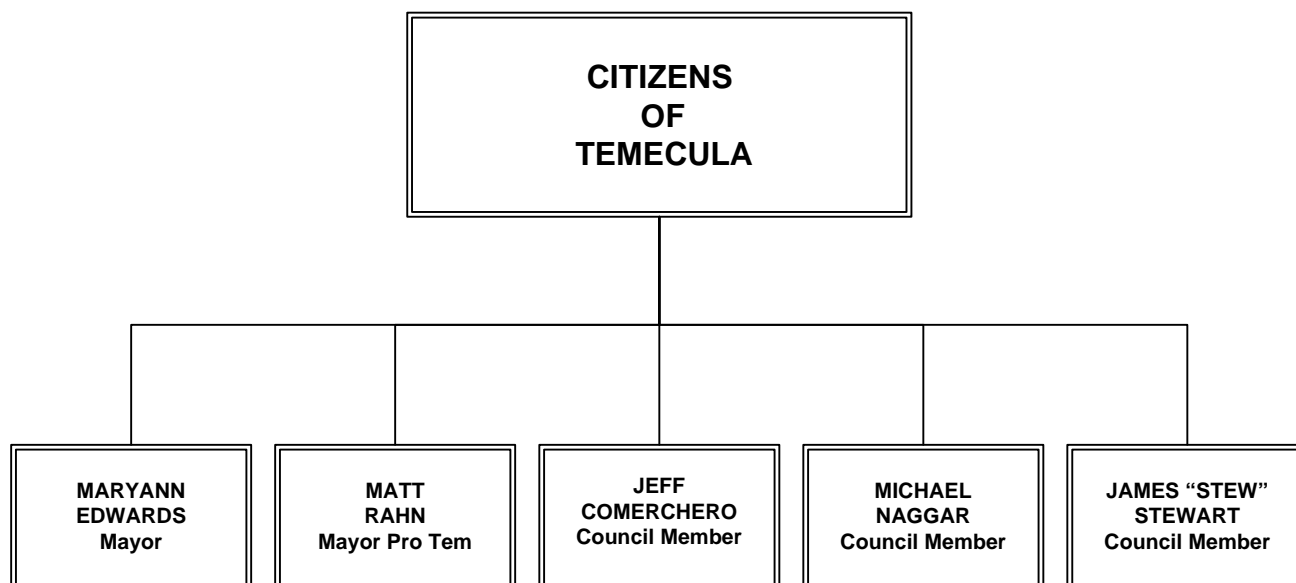 CITIZENS
OF
TEMECULA
MARYANN
EDWARDS
Mayor
MATT
RAHN
Mayor Pro Tem
JEFF
COMERCHERO
Council Member
MICHAEL
NAGGAR
Council Member
JAMES “STEW”
STEWART
Council Member